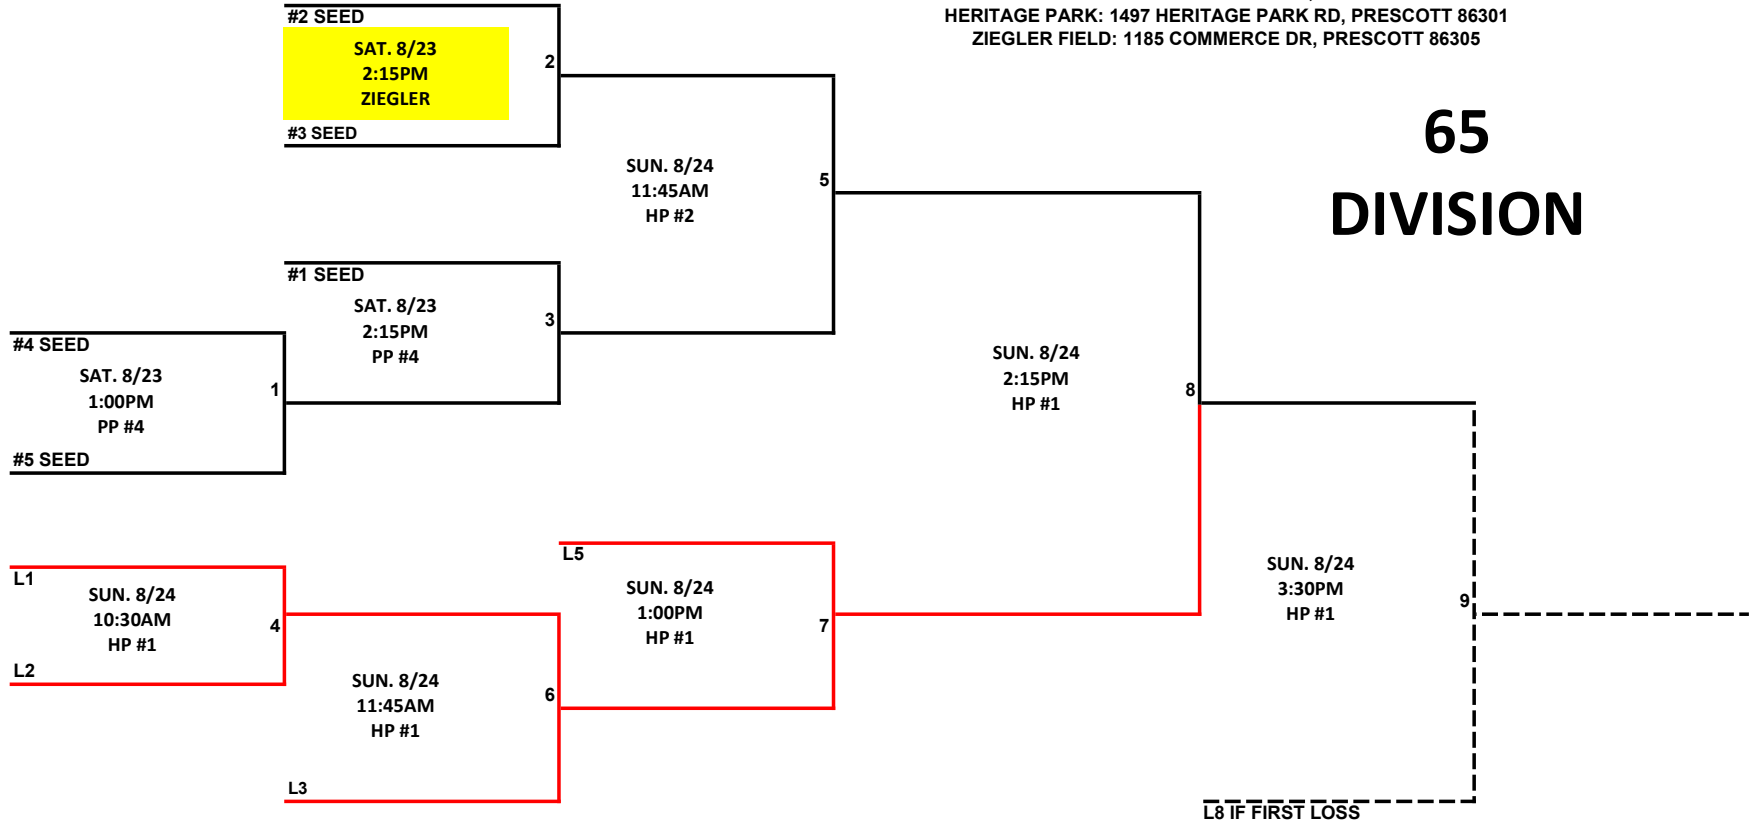 HERITAGE PARK: 1497 HERITAGE PARK RD, PRESCOTT 86301
ZIEGLER FIELD: 1185 COMMERCE DR, PRESCOTT 86305
65
DIVISION
#2 SEED
SAT. 8/23
2:15PM
ZIEGLER
2
#3 SEED
SUN. 8/24
11:45AM
HP #2
5
#1 SEED
SAT. 8/23
2:15PM
PP #4
3
#4 SEED
SAT. 8/23
1:00PM
PP #4
1
#5 SEED
SUN. 8/24
2:15PM
HP #1
8
L1
SUN. 8/24
10:30AM
HP #1
4
L2
L5
SUN. 8/24
1:00PM
HP #1
7
SUN. 8/24
11:45AM
HP #1
6
L3
SUN. 8/24
3:30PM
HP #1
9
L8 IF FIRST LOSS